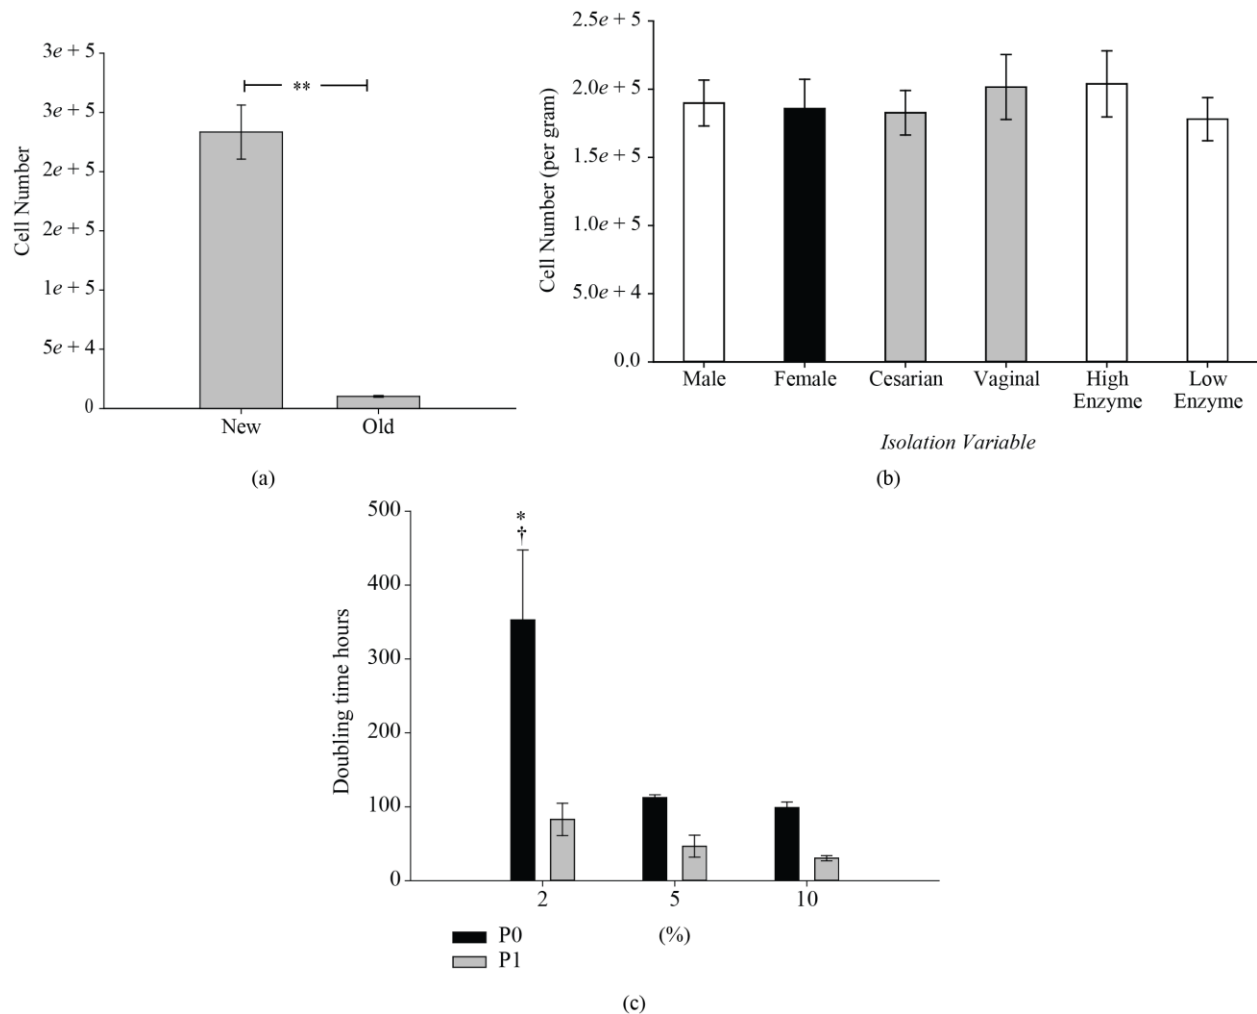 Cell Number
3e + 5
3e + 5
2e + 5
2e + 5
1e + 5
5e + 4
0
**
New Old
(a)
Cell Number (per gram)
2.5e + 5
2.0e + 5
1.5e + 5
1.0e + 5
5.0e + 4
0.0
Male Female Cesarian Vaginal High Low
Enzyme Enzyme
Isolation Variable
(b)
Doubling time hours
500
400
300
200
100
0
*
†
2 5 10
(%)
P0
P1
(c)